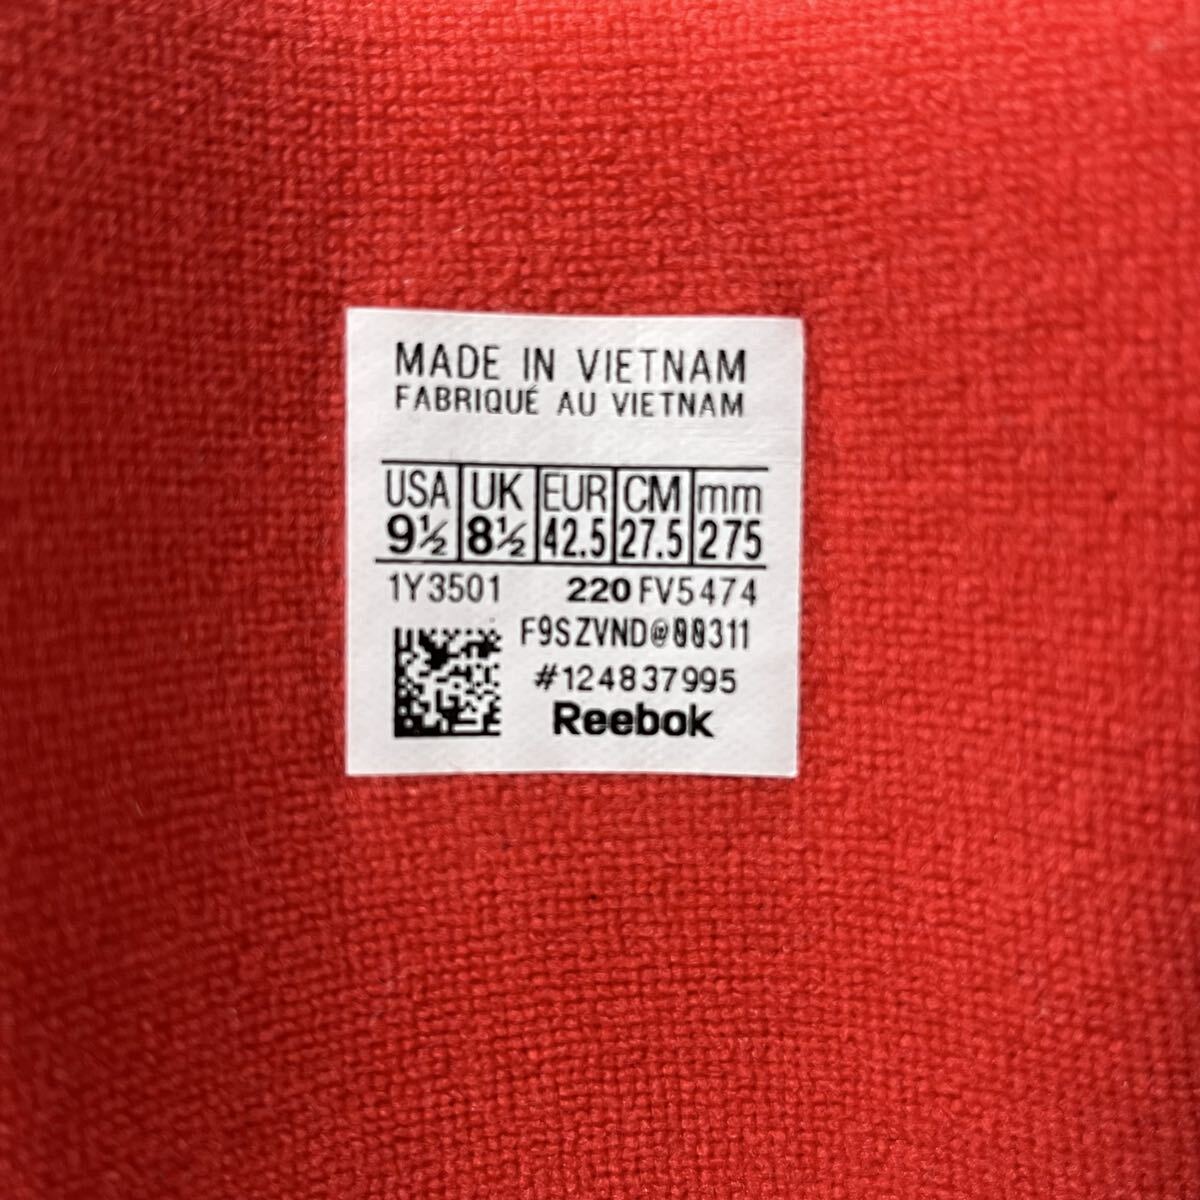 MADE IN VIETNAM
FABRIQUÉ AU VIETNAM
USA UK EUR CM mm
9½ 8½ 42.5 27.5 275
1Y3501 220 FV5474
F9SZVND@00311
#124837995
Reebok